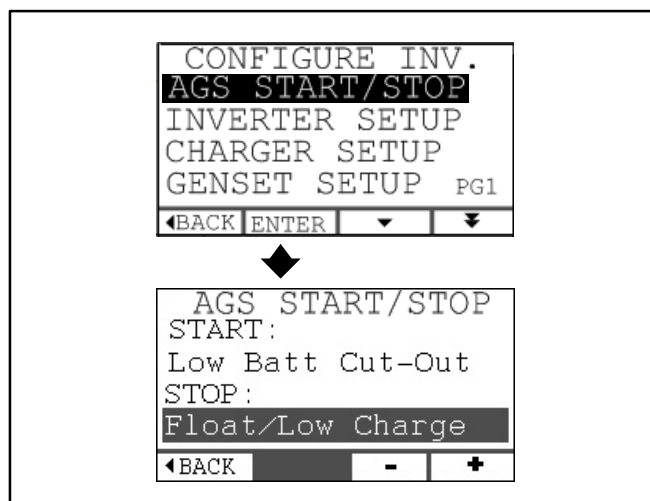 CONFIGURE INV.
AGS START/STOP
INVERTER SETUP
CHARGER SETUP
GENSET SETUP PG1
◀BACK ENTER
AGS START/STOP
START:
Low Batt Cut-Out
STOP:
Float/Low Charge
◀BACK - +